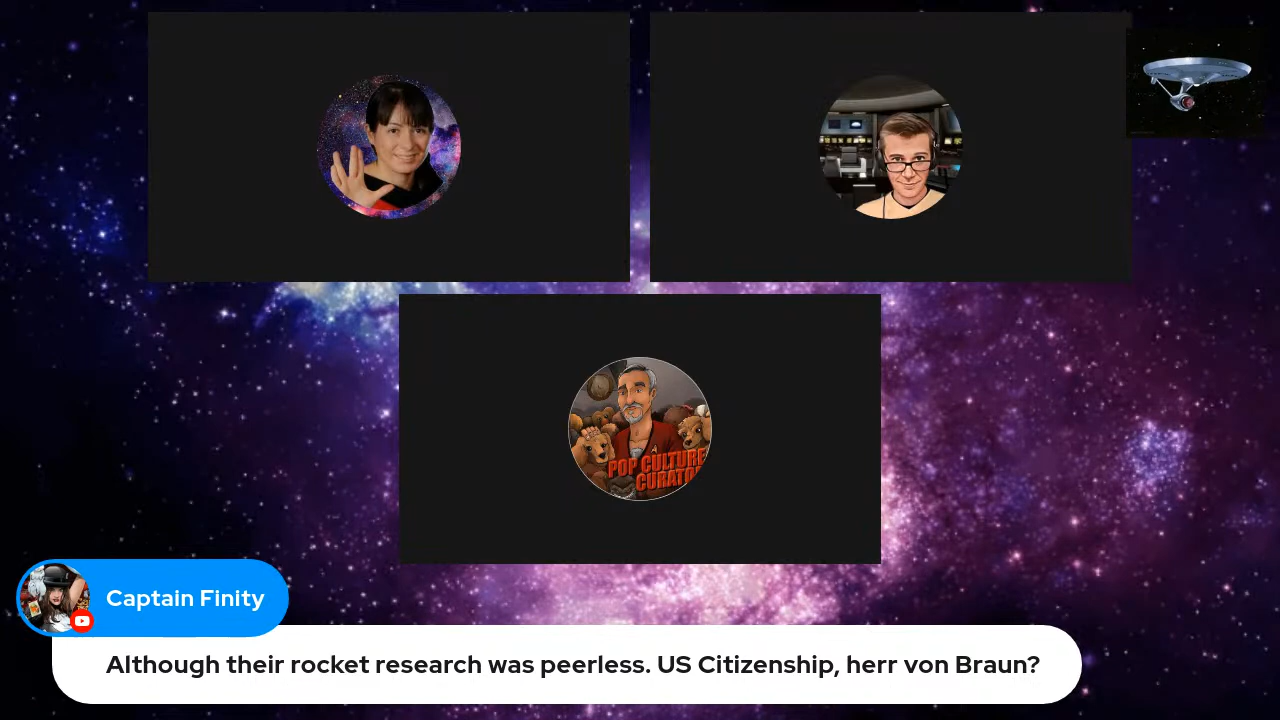 POP CULTURE
CURATO
Captain Finity
Although their rocket research was peerless. US Citizenship, herr von Braun?